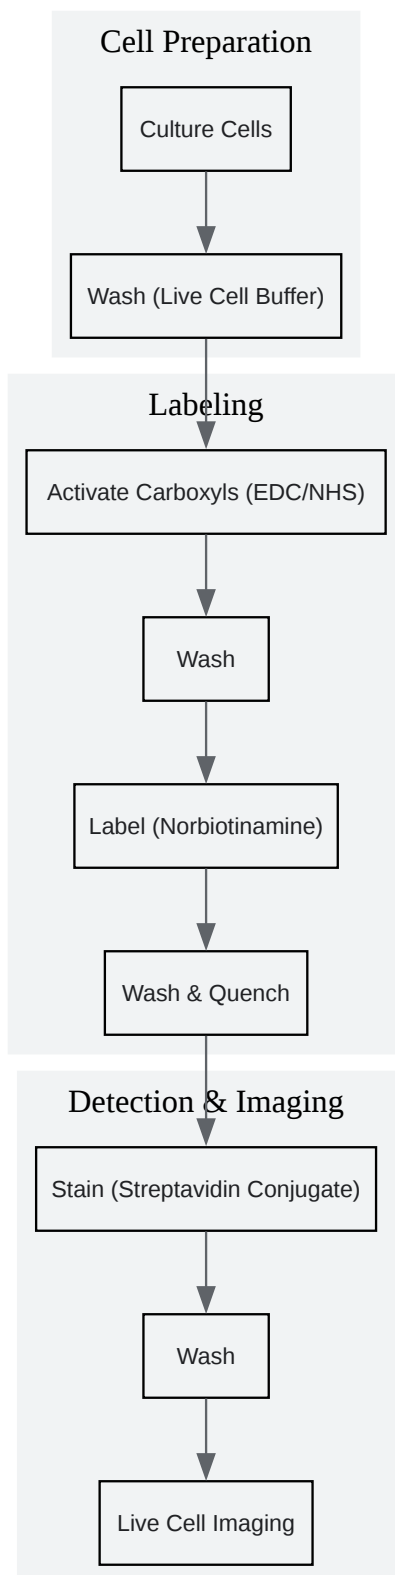 Cell Preparation
Culture Cells
Wash (Live Cell Buffer)
Labeling
Activate Carboxyls (EDC/NHS)
Wash
Label (Norbiotinamine)
Wash & Quench
Detection & Imaging
Stain (Streptavidin Conjugate)
Wash
Live Cell Imaging